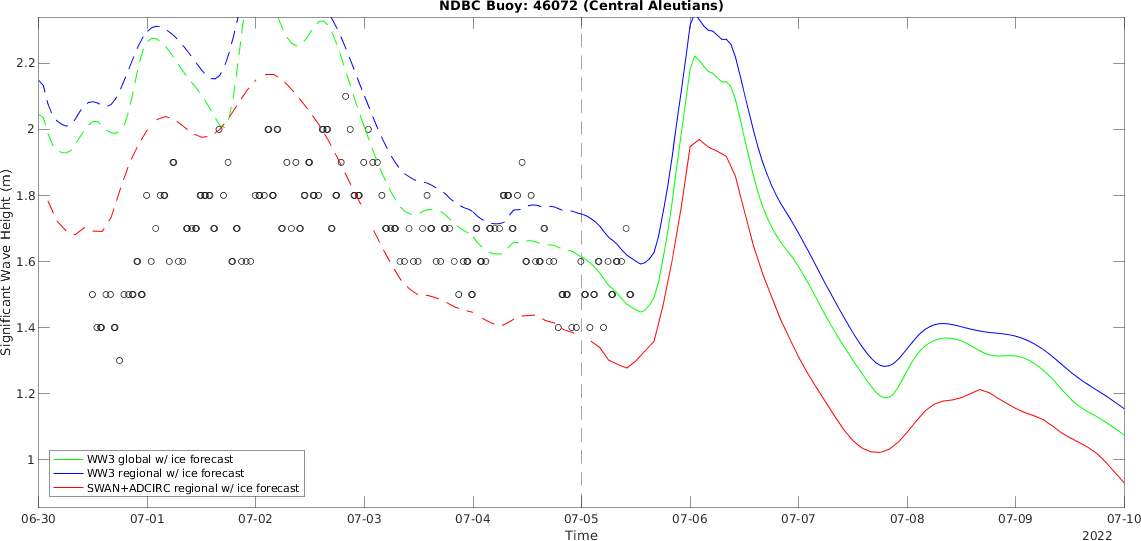 NDBC Buoy: 46072 (Central Aleutians)
2.2
2
1.8
1.6
1.4
1.2
1
Significant Wave Height (m)
WW3 global w/ ice forecast
WW3 regional w/ ice forecast
SWAN+ADCIRC regional w/ ice forecast
06-30 07-01 07-02 07-03 07-04 07-05 07-06 07-07 07-08 07-09 07-10
Time 2022